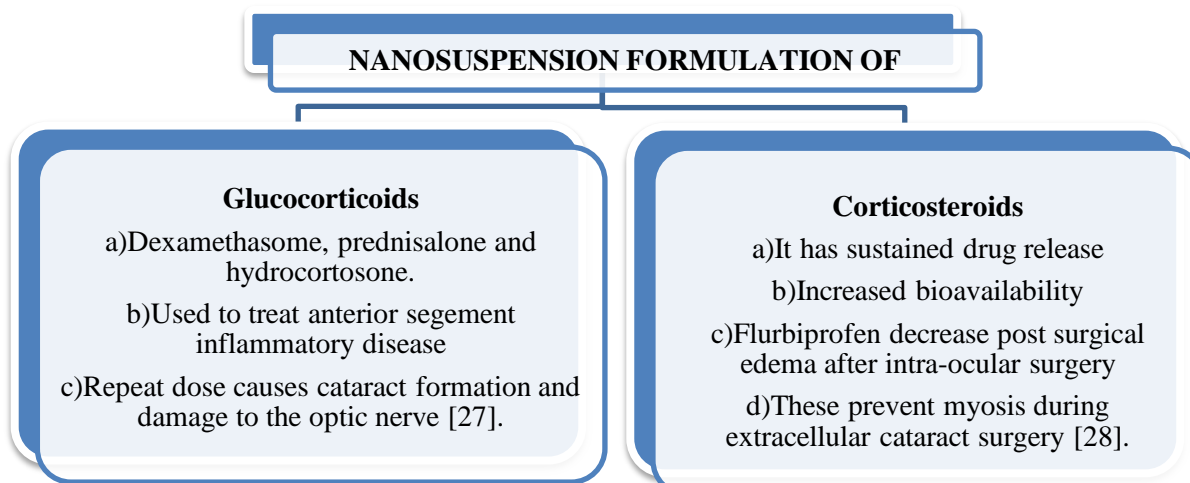 NANOSUSPENSION FORMULATION OF
Glucocorticoids
a)Dexamethasome, prednisalone and
hydrocortosone.
b)Used to treat anterior segement
inflammatory disease
c)Repeat dose causes cataract formation and
damage to the optic nerve [27].
Corticosteroids
a)It has sustained drug release
b)Increased bioavailability
c)Flurbiprofen decrease post surgical
edema after intra-ocular surgery
d)These prevent myosis during
extracellular cataract surgery [28].